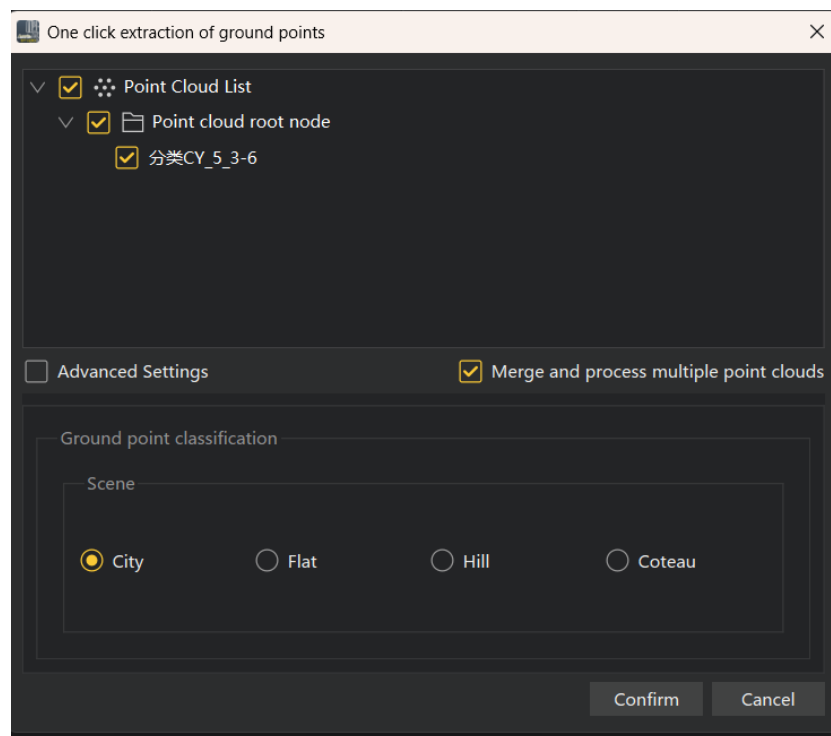 One click extraction of ground points
Point Cloud List
Point cloud root node
分类CY_5_3-6
Advanced Settings
Merge and process multiple point clouds
Ground point classification
Scene
City
Flat
Hill
Coteau
Confirm
Cancel